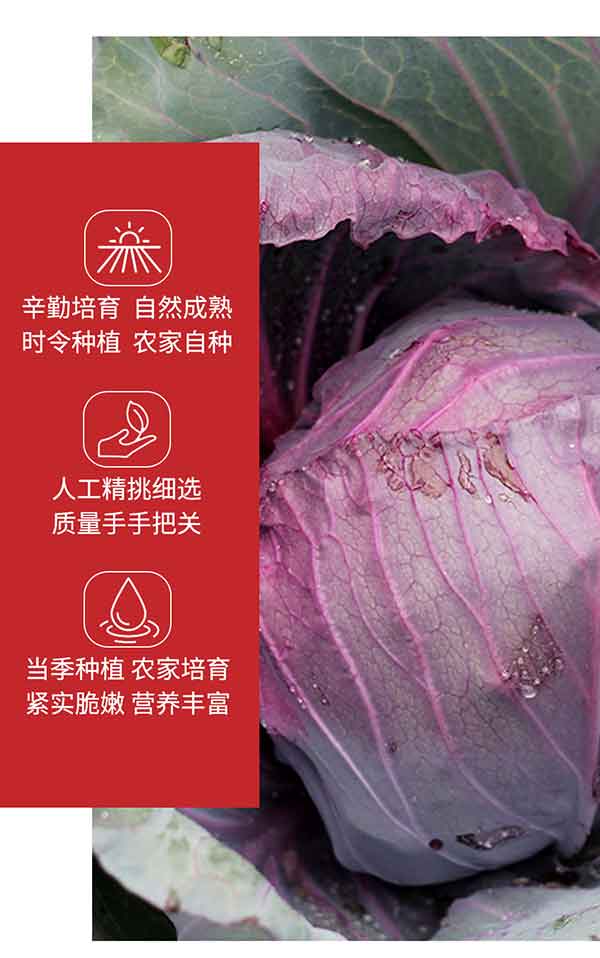 辛勤培育 自然成熟
时令种植 农家自种
人工精挑细选
质量手手把关
当季种植 农家培育
紧实脆嫩 营养丰富